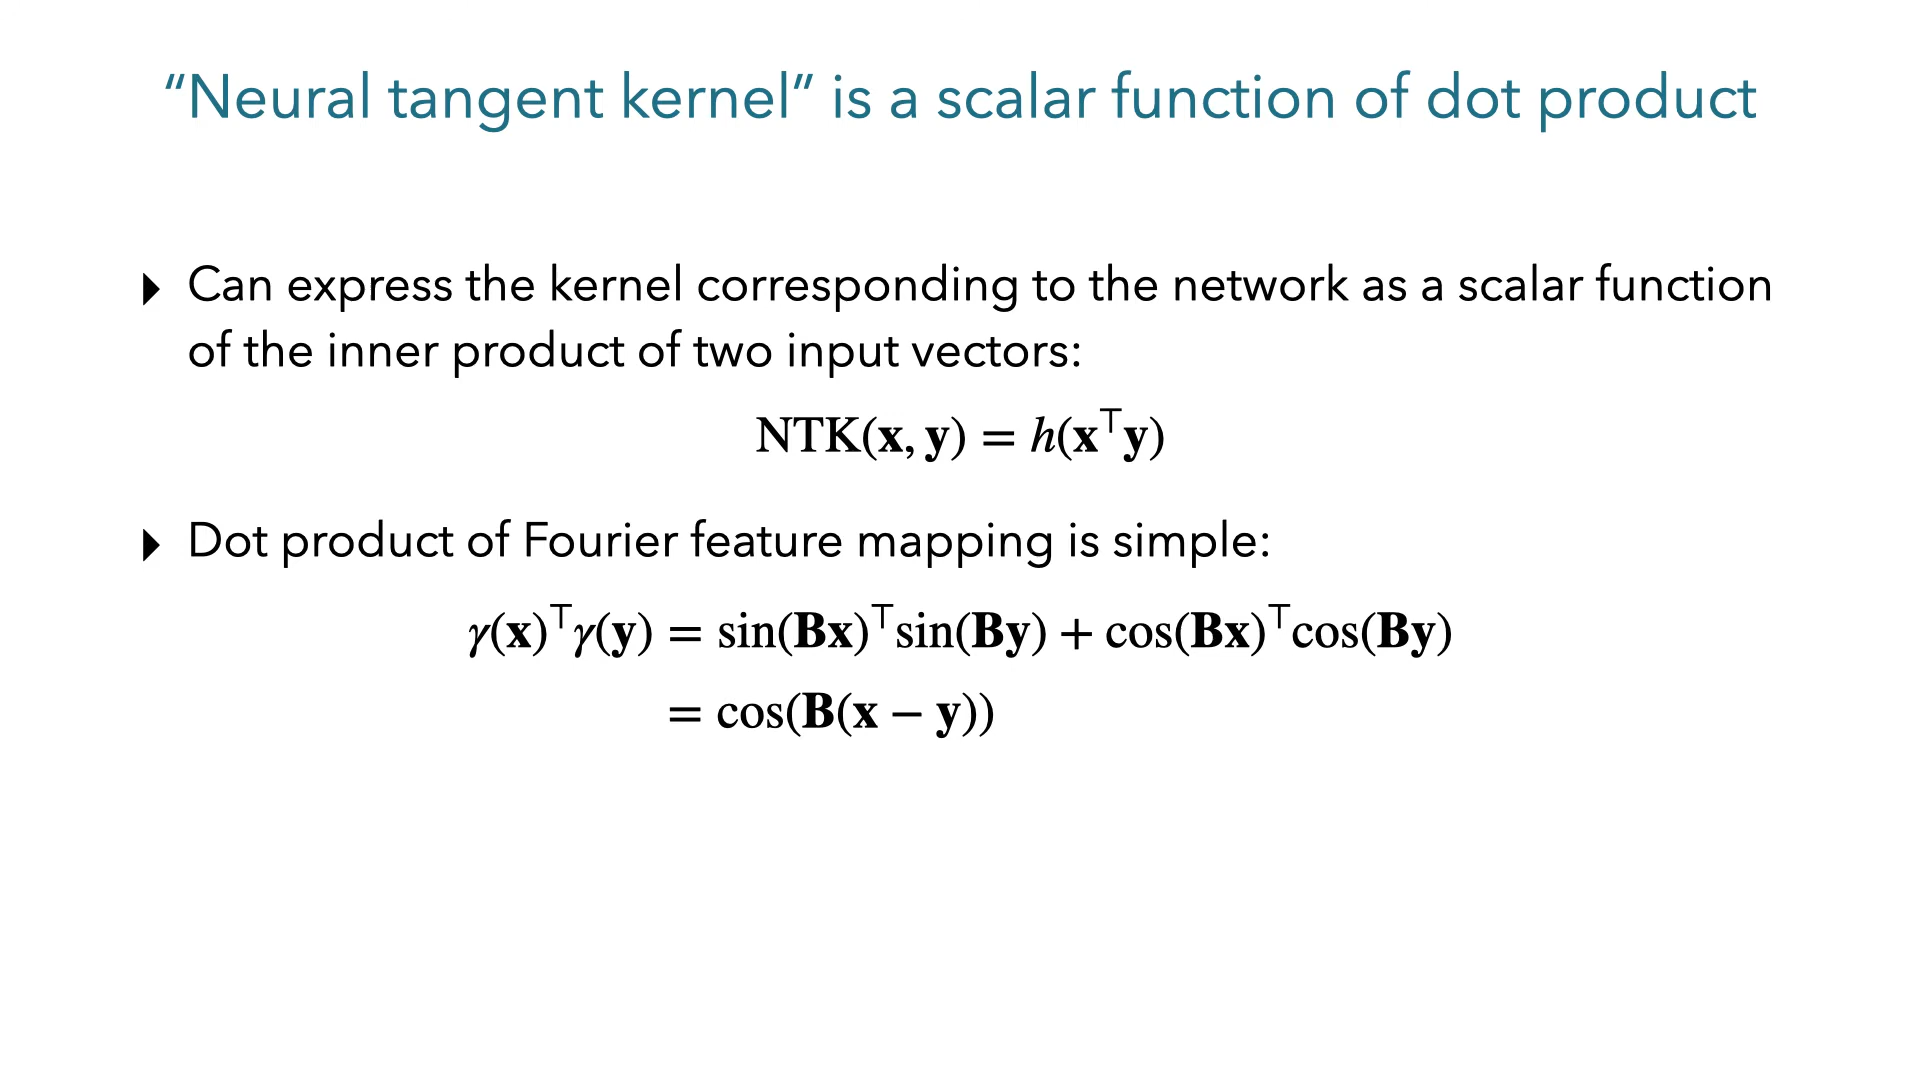 “Neural tangent kernel” is a scalar function of dot product
▸ Can express the kernel corresponding to the network as a scalar function
of the inner product of two input vectors:
NTK(𝐱, 𝐲) = ℎ(𝐱⊤𝐲)
▸ Dot product of Fourier feature mapping is simple:
γ(𝐱)⊤γ(𝐲) = sin(𝐁𝐱)⊤sin(𝐁𝐲) + cos(𝐁𝐱)⊤cos(𝐁𝐲)
= cos(𝐁(𝐱 − 𝐲))